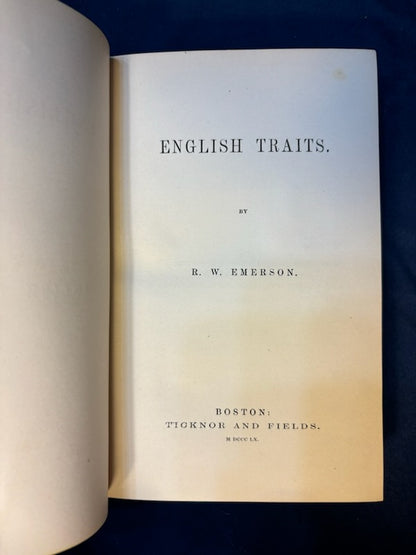 ENGLISH TRAITS.
BY
R. W. EMERSON.
BOSTON:
TICKNOR AND FIELDS.
M DCCC LX.